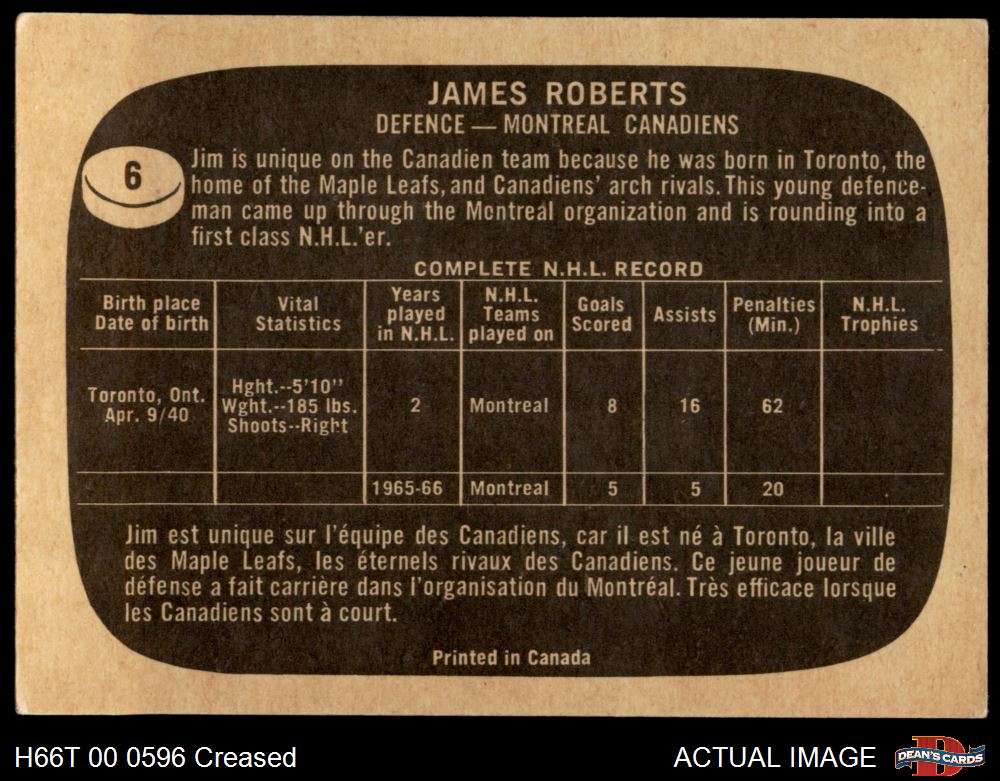 JAMES ROBERTS
DEFENCE — MONTREAL CANADIENS
6
Jim is unique on the Canadien team because he was born in Toronto, the
home of the Maple Leafs, and Canadiens' arch rivals. This young defence-
man came up through the Montreal organization and is rounding into a
first class N.H.L.'er.
COMPLETE N.H.L. RECORD
Birth place Date of birth | Vital Statistics | Years played in N.H.L. | N.H.L. Teams played on | Goals Scored | Assists | Penalties (Min.) | N.H.L. Trophies
Toronto, Ont. Apr. 9/40 | Hght.--5'10'' Wght.--185 lbs. Shoots--Right | 2 | Montreal | 8 | 16 | 62
1965-66 | Montreal | 5 | 5 | 20
Jim est unique sur l'équipe des Canadiens, car il est né à Toronto, la ville
des Maple Leafs, les éternels rivaux des Canadiens. Ce jeune joueur de
défense a fait carrière dans l'organisation du Montréal. Très efficace lorsque
les Canadiens sont à court.
Printed in Canada
H66T 00 0596 Creased
ACTUAL IMAGE
D
DEAN'S CARDS